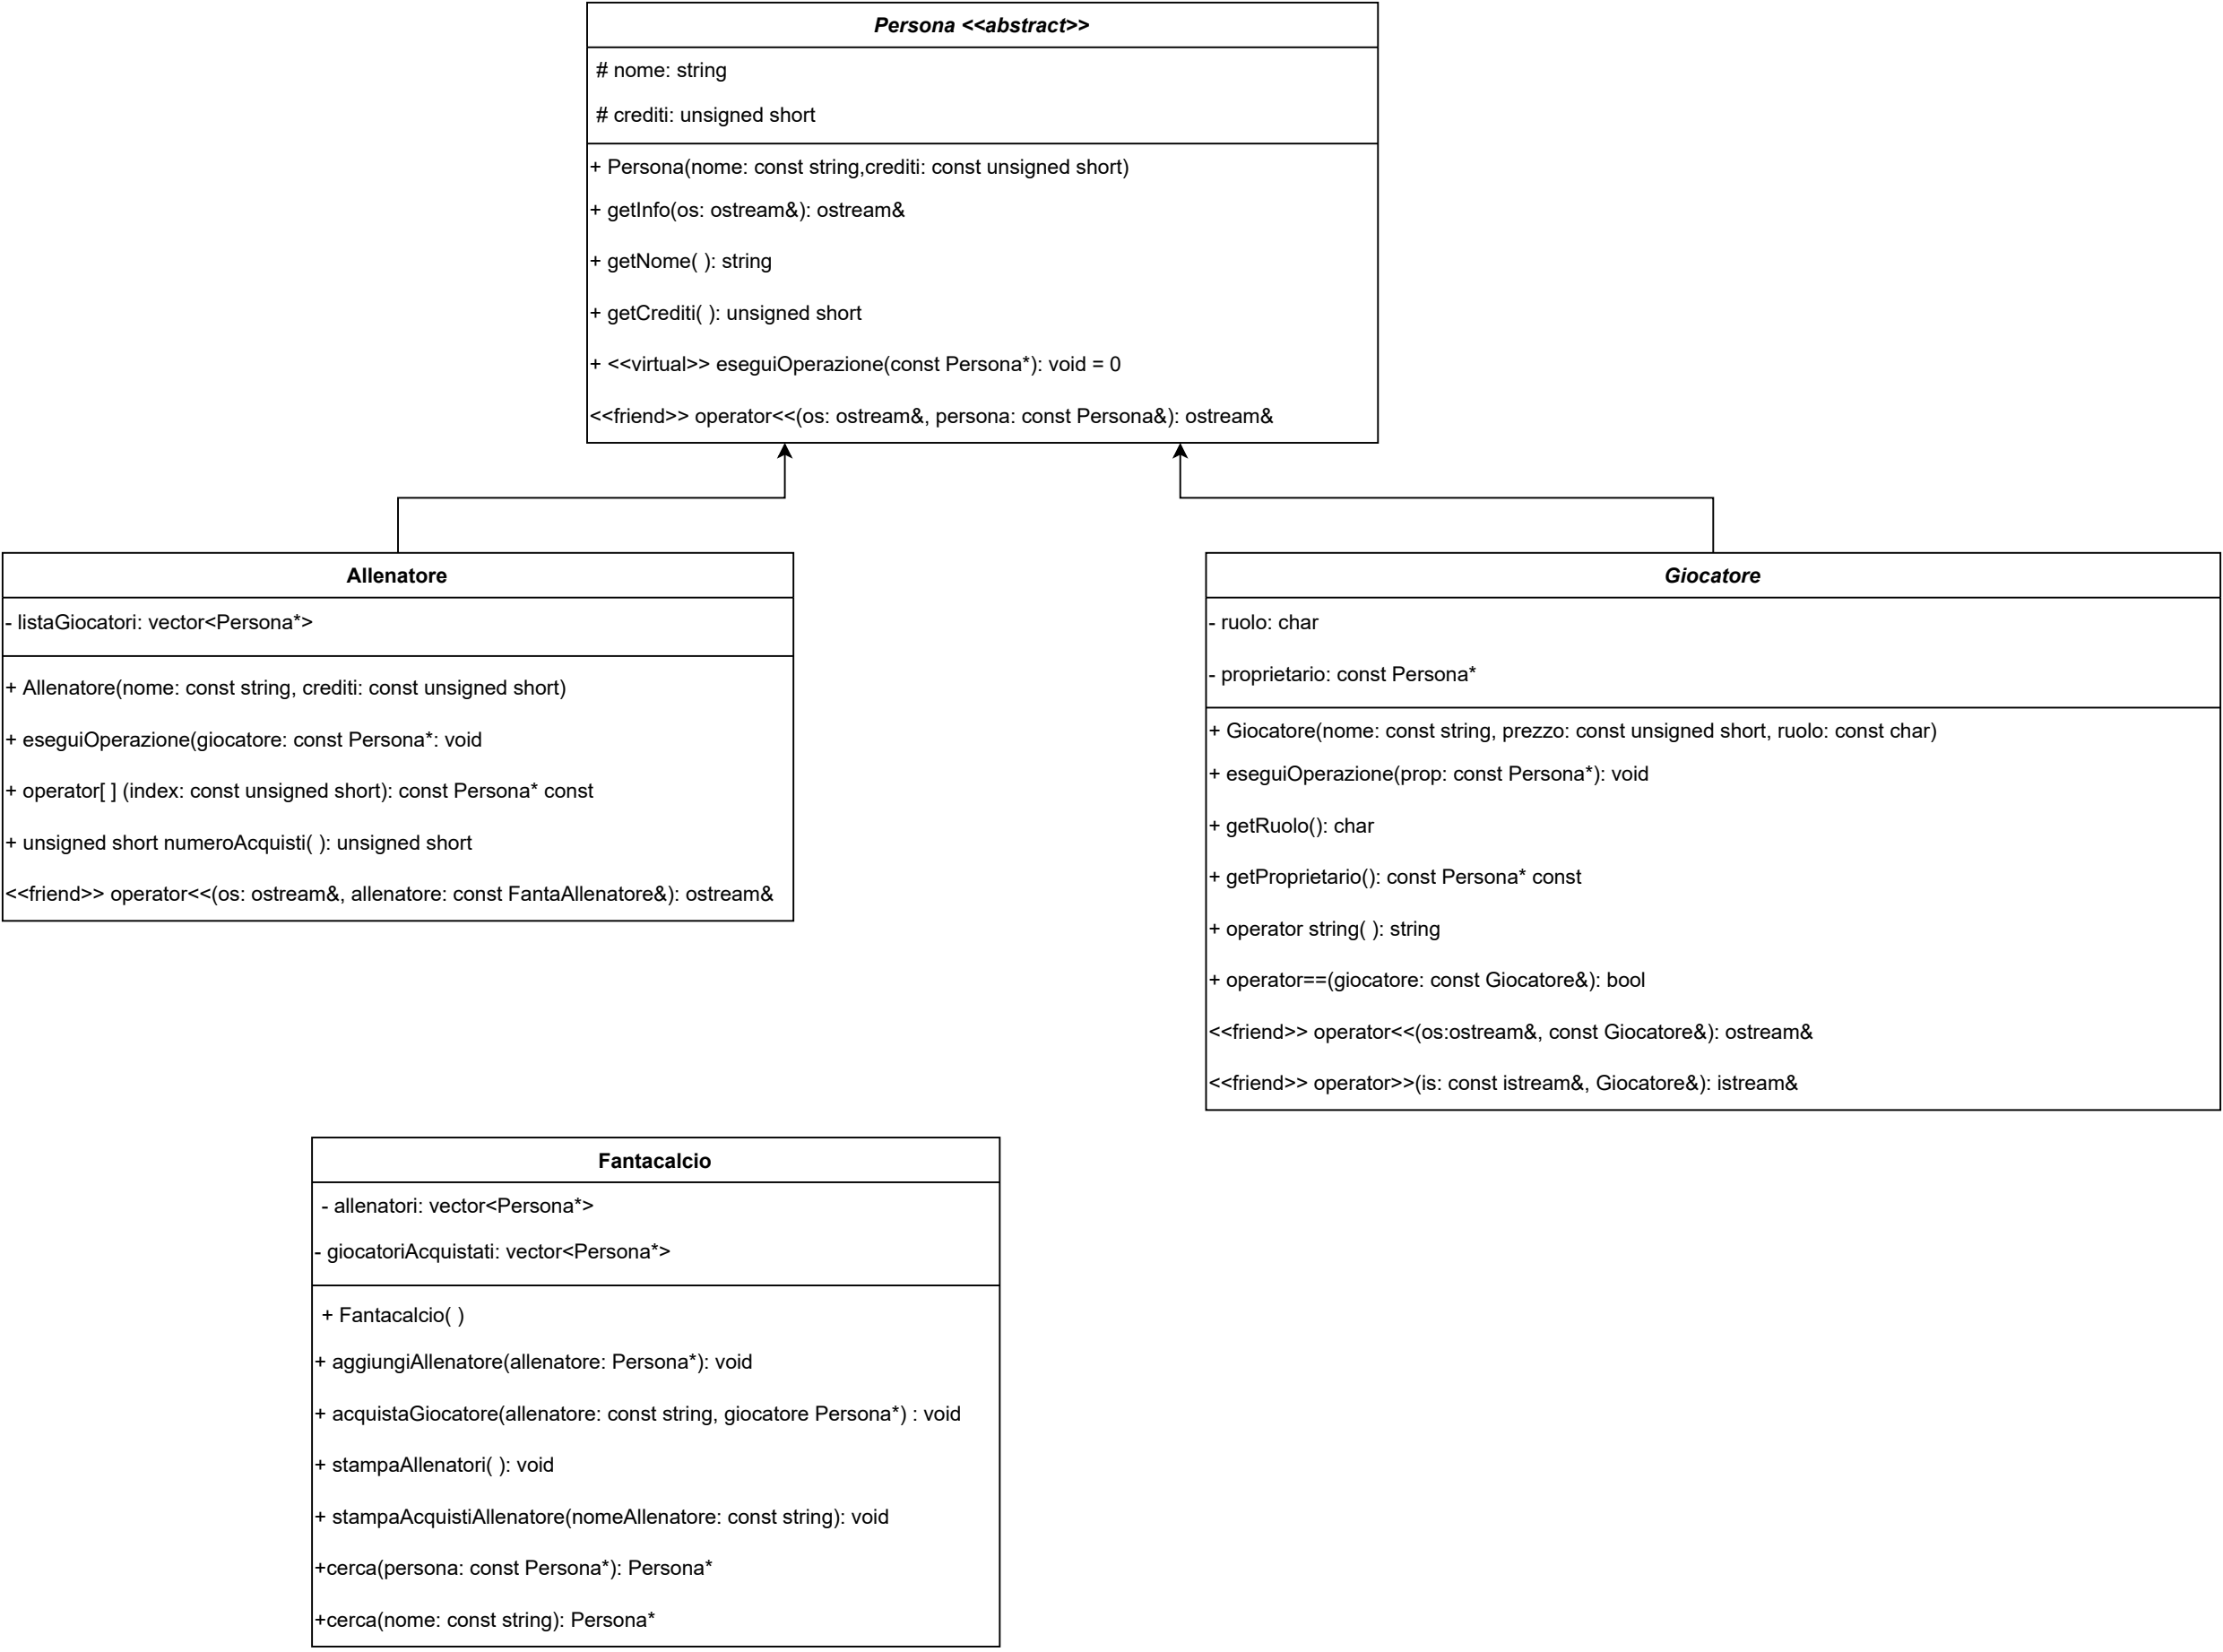 Persona <<abstract>>
# nome: string
# crediti: unsigned short
+ Persona(nome: const string,crediti: const unsigned short)
+ getInfo(os: ostream&): ostream&
+ getNome( ): string
+ getCrediti( ): unsigned short
+ <<virtual>> eseguiOperazione(const Persona*): void = 0
<<friend>> operator<<(os: ostream&, persona: const Persona&): ostream&
Allenatore
- listaGiocatori: vector<Persona*>
+ Allenatore(nome: const string, crediti: const unsigned short)
+ eseguiOperazione(giocatore: const Persona*: void
+ operator[ ] (index: const unsigned short): const Persona* const
+ unsigned short numeroAcquisti( ): unsigned short
<<friend>> operator<<(os: ostream&, allenatore: const FantaAllenatore&): ostream&
Giocatore
- ruolo: char
- proprietario: const Persona*
+ Giocatore(nome: const string, prezzo: const unsigned short, ruolo: const char)
+ eseguiOperazione(prop: const Persona*): void
+ getRuolo(): char
+ getProprietario(): const Persona* const
+ operator string( ): string
+ operator==(giocatore: const Giocatore&): bool
<<friend>> operator<<(os:ostream&, const Giocatore&): ostream&
<<friend>> operator>>(is: const istream&, Giocatore&): istream&
Fantacalcio
- allenatori: vector<Persona*>
- giocatoriAcquistati: vector<Persona*>
+ Fantacalcio( )
+ aggiungiAllenatore(allenatore: Persona*): void
+ acquistaGiocatore(allenatore: const string, giocatore Persona*) : void
+ stampaAllenatori( ): void
+ stampaAcquistiAllenatore(nomeAllenatore: const string): void
+cerca(persona: const Persona*): Persona*
+cerca(nome: const string): Persona*